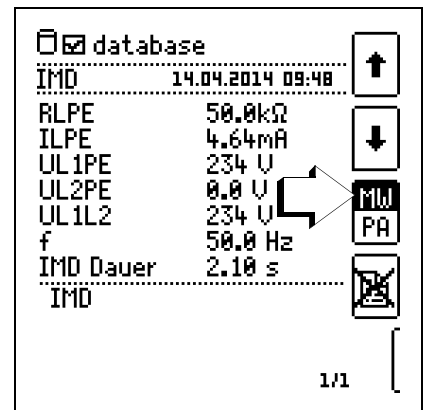 database
IMD 14.04.2014 09:48
RLPE 50.0kΩ
ILPE 4.64mA
UL1PE 234 V
UL2PE 0.0 V
UL1L2 234 V
f 50.0 Hz
IMD Dauer 2.10 s
IMD
MW
PA
1/1